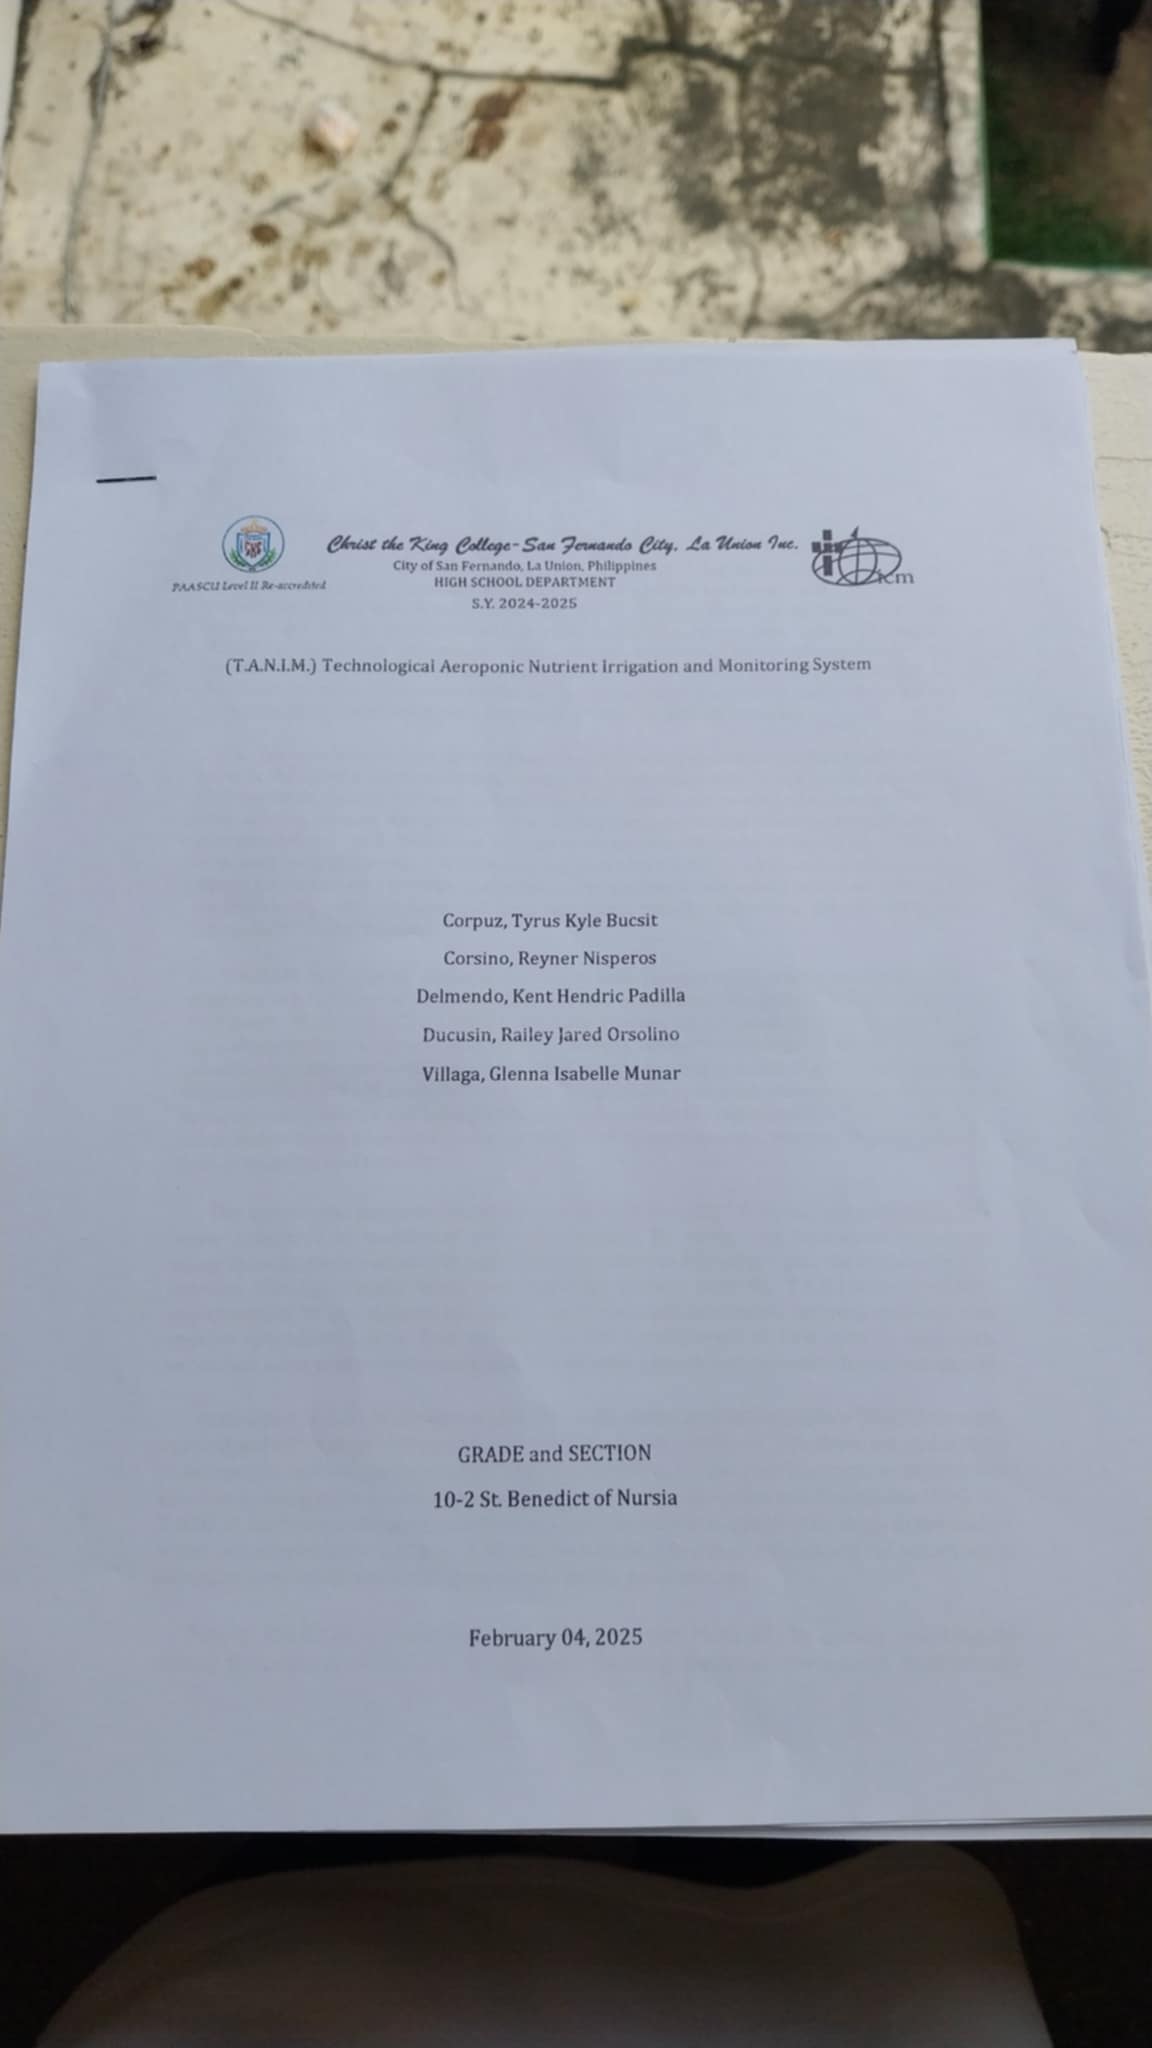 Christ the King College-San Fernando City, La Union Inc.
City of San Fernando, La Union, Philippines
PAASCU Level II Re-accredited
HIGH SCHOOL DEPARTMENT
icm
S.Y. 2024-2025
(T.A.N.I.M.) Technological Aeroponic Nutrient Irrigation and Monitoring System
Corpuz, Tyrus Kyle Bucsit
Corsino, Reyner Nisperos
Delmendo, Kent Hendric Padilla
Ducusin, Railey Jared Orsolino
Villaga, Glenna Isabelle Munar
GRADE and SECTION
10-2 St. Benedict of Nursia
February 04, 2025